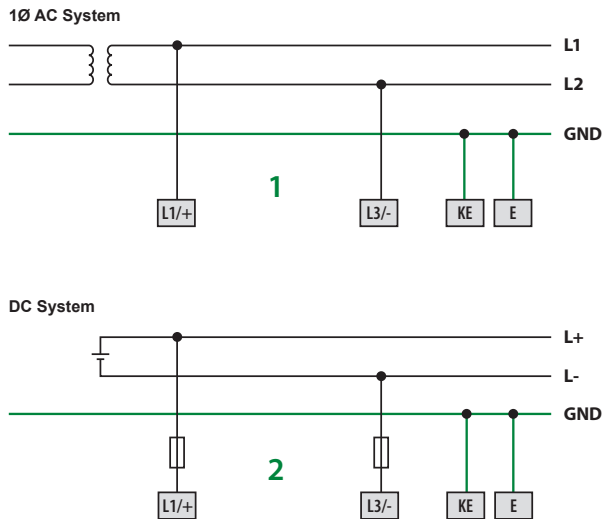 1Ø AC System
L1
L2
GND
1
L1/+ L3/- KE E
DC System
L+
L-
GND
2
L1/+ L3/- KE E